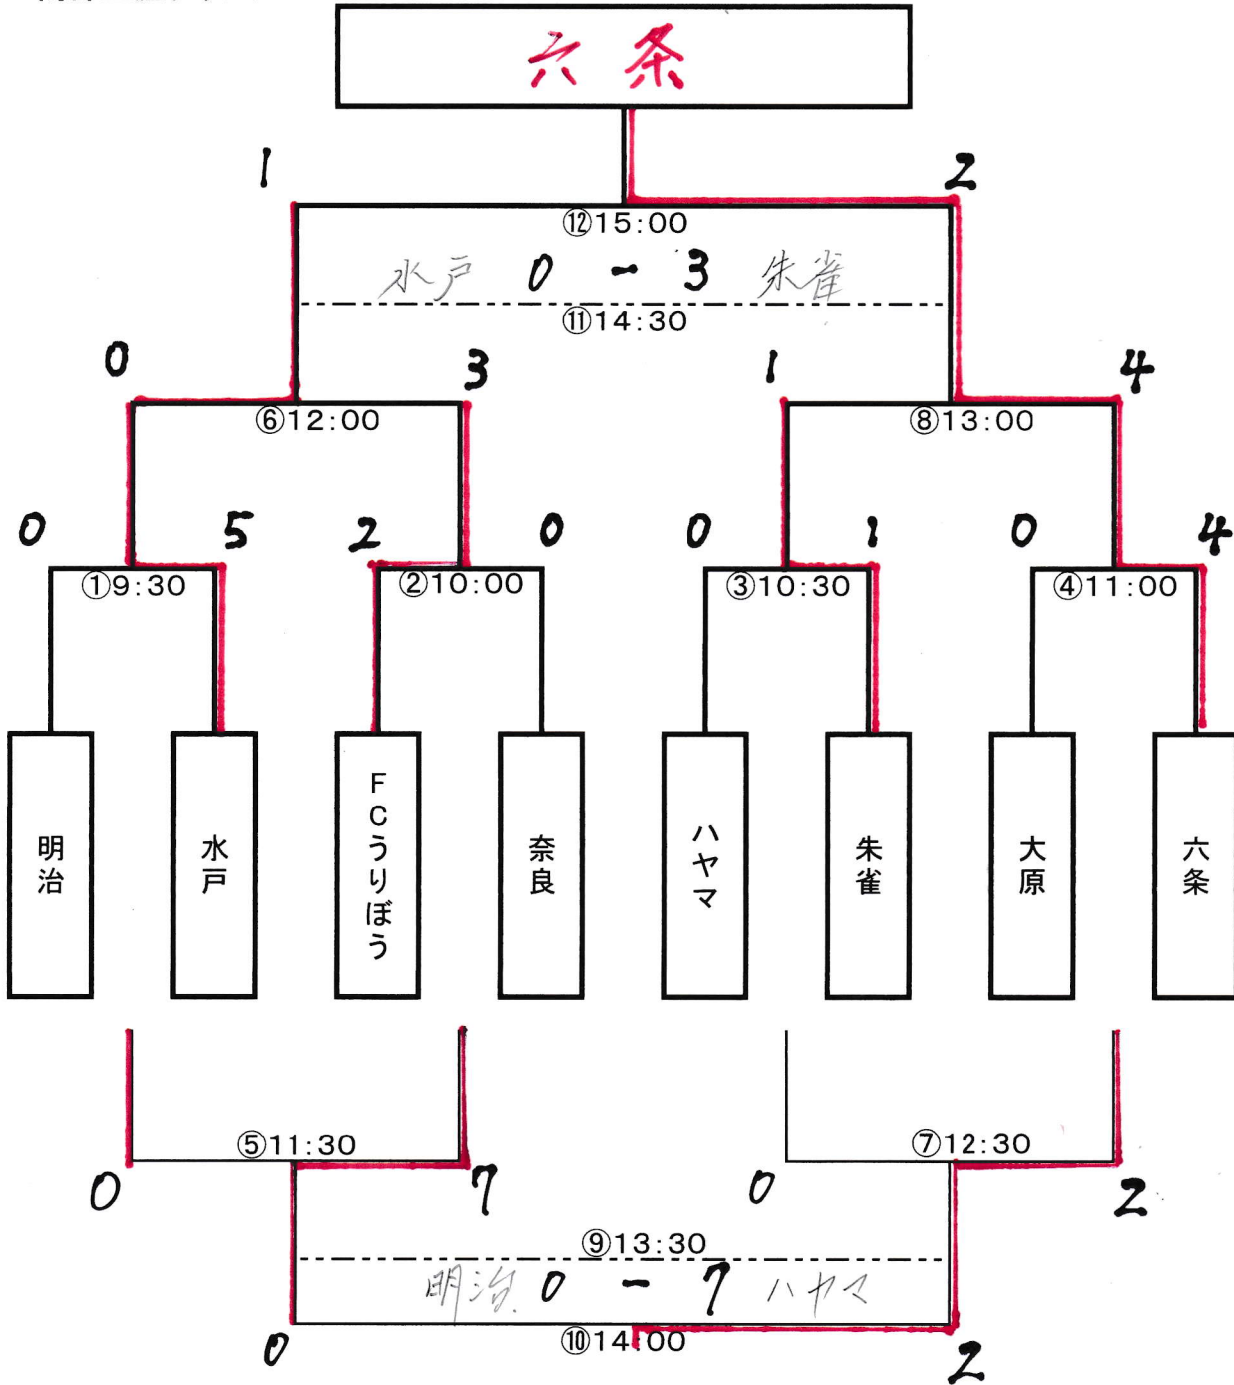 六条
1 2
⑫15:00
水戸 0 - 3 朱雀
⑪14:30
0 3 1 4
⑥12:00 ⑧13:00
0 5 2 0 0 1 0 4
①9:30 ②10:00 ③10:30 ④11:00
明治
水戸
FCうりぼう
奈良
ハヤマ
朱雀
大原
六条
⑤11:30 ⑦12:30
0 7 0 2
⑨13:30
明治 0 - 7 ハヤマ
⑩14:00
0 2